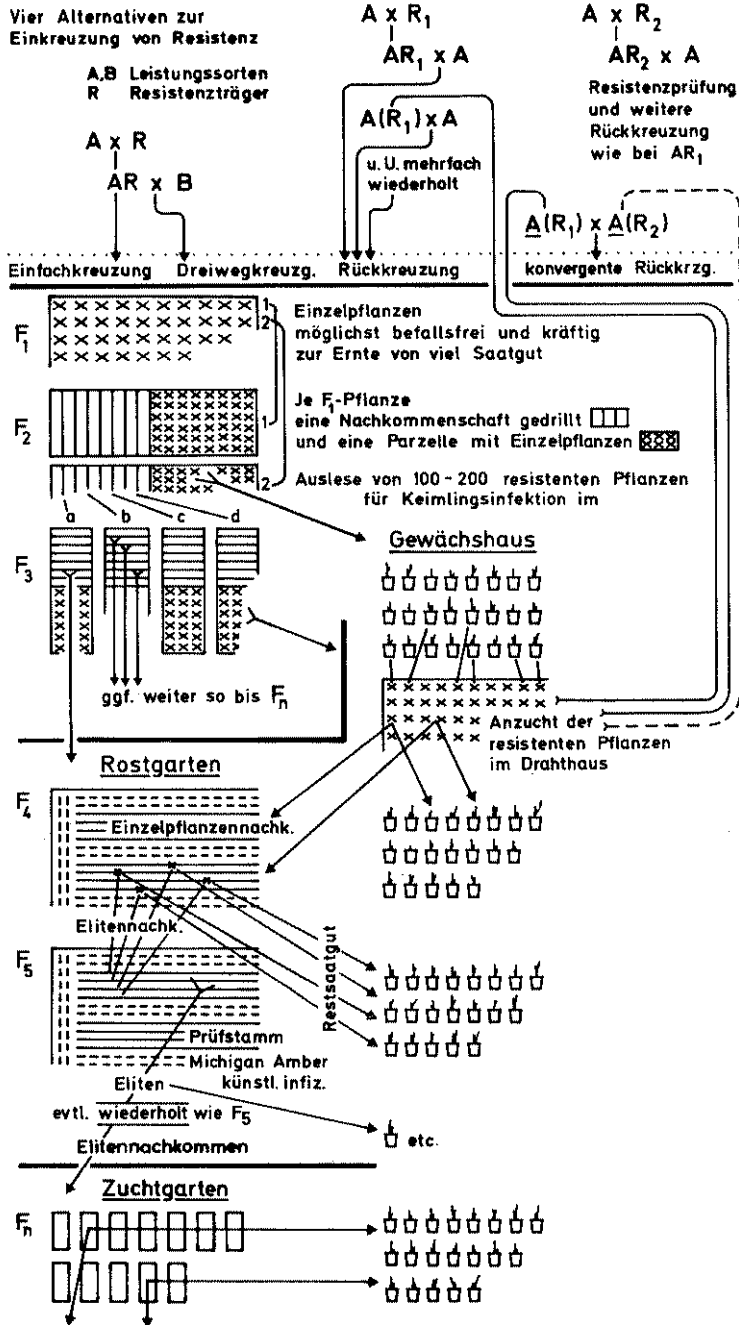 Vier Alternativen zur
Einkreuzung von Resistenz
A,B Leistungssorten
R Resistenzträger
A x R
AR x B
A x R₁
AR₁ x A
A(R₁) x A
u. U. mehrfach
wiederholt
A x R₂
AR₂ x A
Resistenzprüfung
und weitere
Rückkreuzung
wie bei AR₁
A(R₁) x A(R₂)
Einfachkreuzung Dreiwegkreuzg. Rückkreuzung konvergente Rückkrzg.
F₁
1
2
Einzelpflanzen
möglichst befallsfrei und kräftig
zur Ernte von viel Saatgut
F₂
1
2
Je F₁-Pflanze
eine Nachkommenschaft gedrillt
und eine Parzelle mit Einzelpflanzen
Auslese von 100-200 resistenten Pflanzen
für Keimlingsinfektion im
a b c d
Gewächshaus
F₃
ggf. weiter so bis Fₙ
Anzucht der
resistenten Pflanzen
im Drahthaus
Rostgarten
F₄
Einzelpflanzennachk.
Elitennachk.
Restsaatgut
F₅
Prüfstamm
Michigan Amber
künstl. infiz.
Eliten
evtl. wiederholt wie F₅
etc.
Elitennachkommen
Zuchtgarten
Fₙ